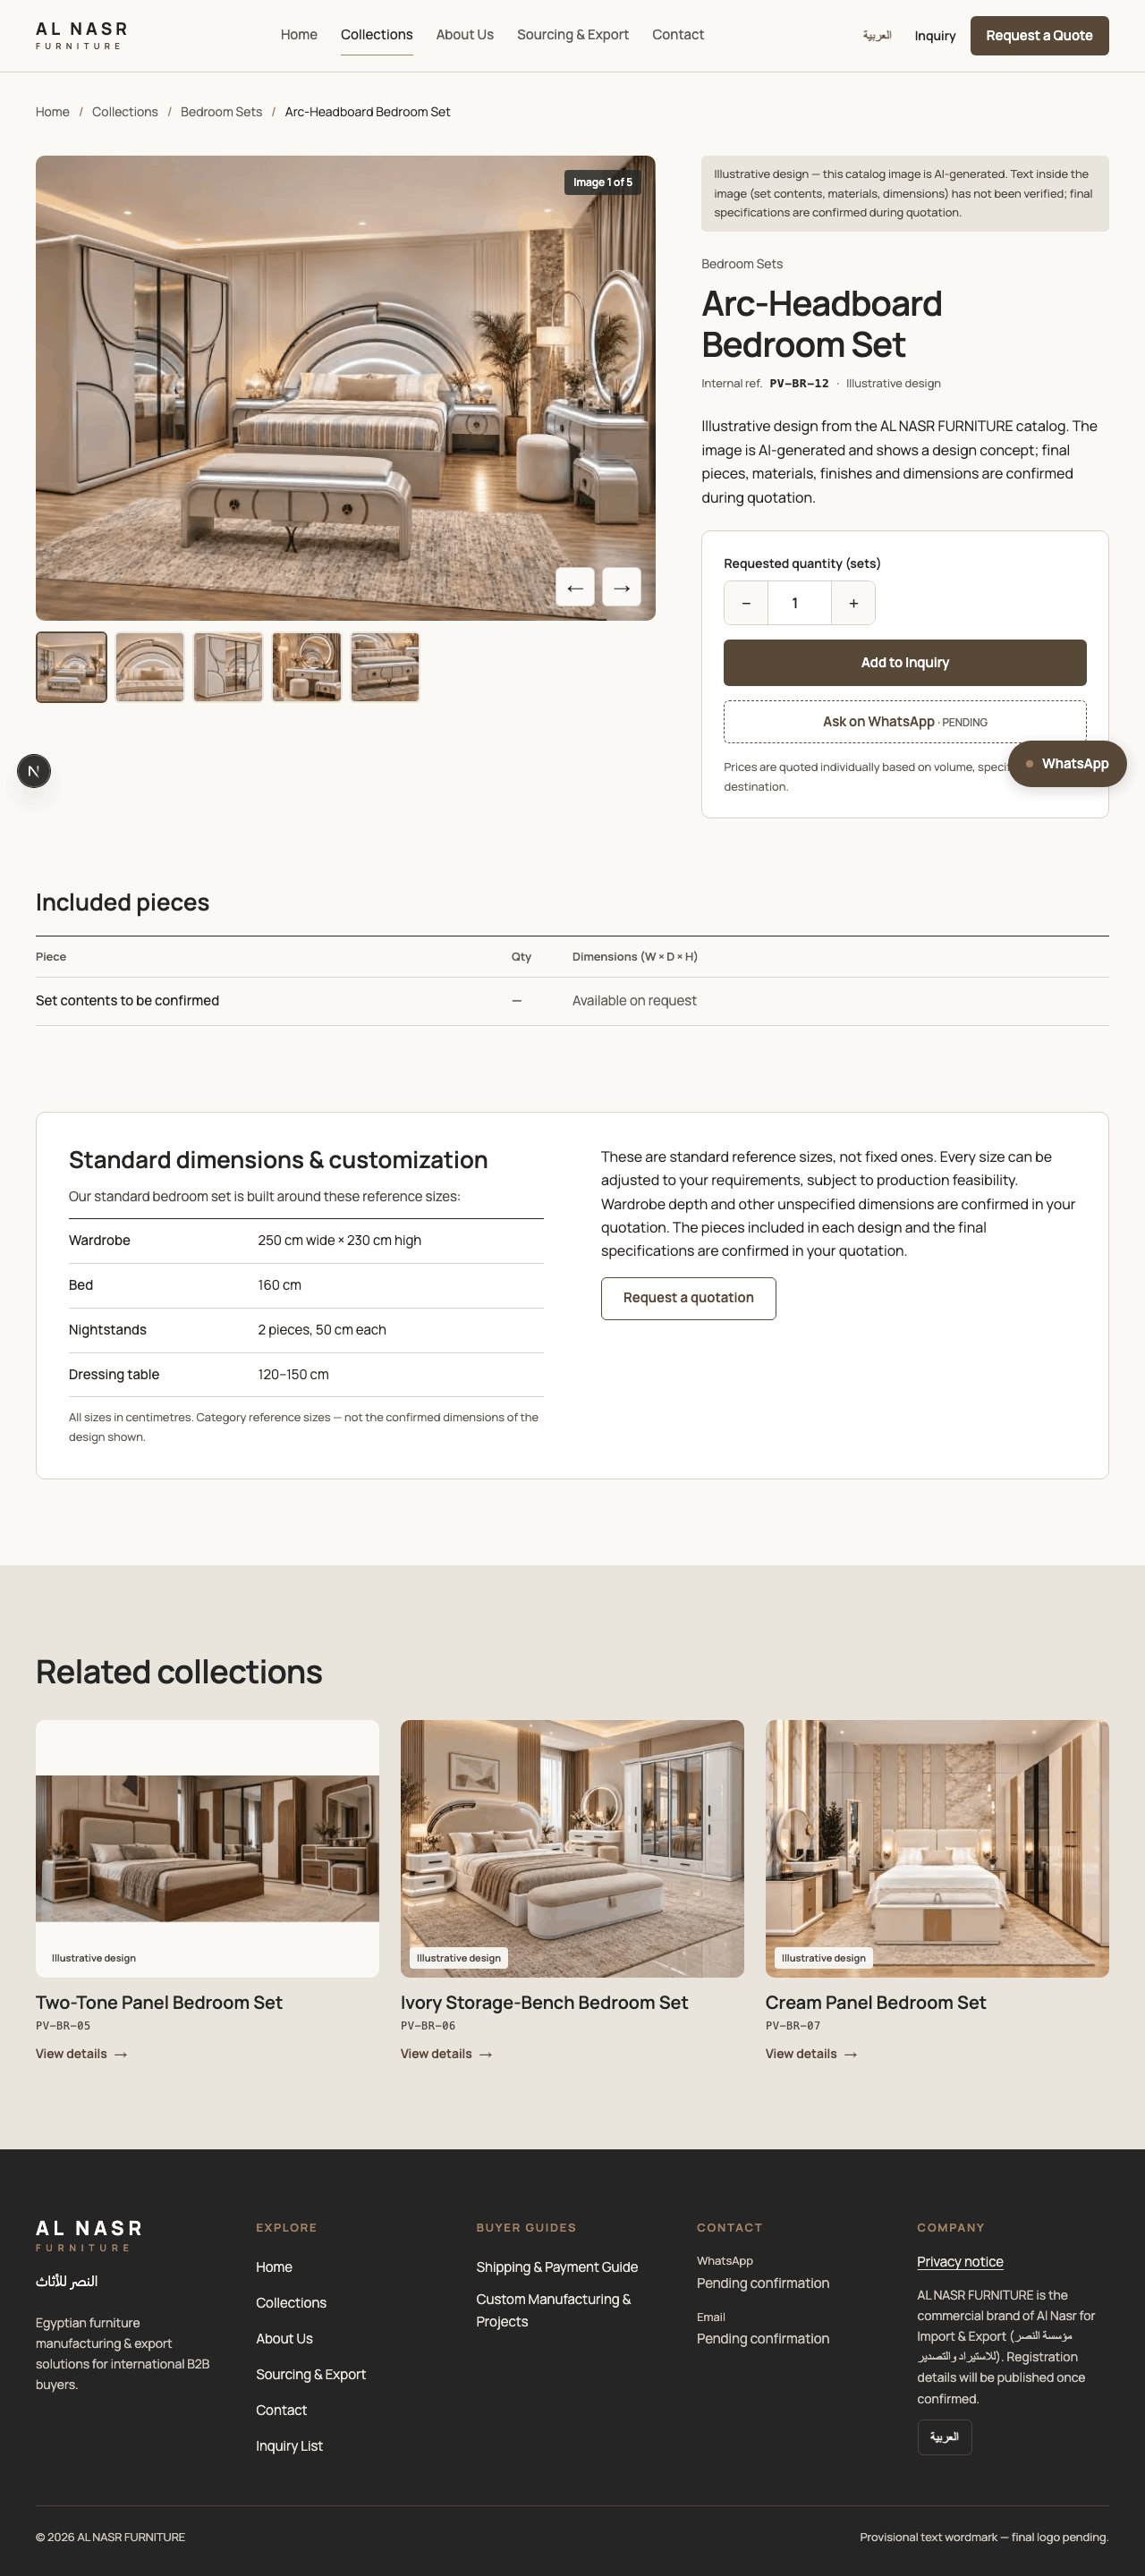 AL NASR
FURNITURE
Home
Collections
About Us
Sourcing & Export
Contact
العربية
Inquiry
Request a Quote
Home / Collections / Bedroom Sets / Arc-Headboard Bedroom Set
Image 1 of 5
←
→
Illustrative design — this catalog image is AI-generated. Text inside the
image (set contents, materials, dimensions) has not been verified; final
specifications are confirmed during quotation.
Bedroom Sets
Arc-Headboard
Bedroom Set
Internal ref. PV-BR-12 · Illustrative design
Illustrative design from the AL NASR FURNITURE catalog. The
image is AI-generated and shows a design concept; final
pieces, materials, finishes and dimensions are confirmed
during quotation.
Requested quantity (sets)
− 1 +
Add to Inquiry
Ask on WhatsApp · PENDING
Prices are quoted individually based on volume,
destination.
WhatsApp
N
Included pieces
Piece Qty Dimensions (W × D × H)
Set contents to be confirmed — Available on request
Standard dimensions & customization
Our standard bedroom set is built around these reference sizes:
Wardrobe 250 cm wide × 230 cm high
Bed 160 cm
Nightstands 2 pieces, 50 cm each
Dressing table 120–150 cm
All sizes in centimetres. Category reference sizes — not the confirmed dimensions of the
design shown.
These are standard reference sizes, not fixed ones. Every size can be
adjusted to your requirements, subject to production feasibility.
Wardrobe depth and other unspecified dimensions are confirmed in your
quotation. The pieces included in each design and the final
specifications are confirmed in your quotation.
Request a quotation
Related collections
Illustrative design
Two-Tone Panel Bedroom Set
PV-BR-05
View details →
Illustrative design
Ivory Storage-Bench Bedroom Set
PV-BR-06
View details →
Illustrative design
Cream Panel Bedroom Set
PV-BR-07
View details →
AL NASR
FURNITURE
النصر للأثاث
Egyptian furniture
manufacturing & export
solutions for international B2B
buyers.
EXPLORE
Home
Collections
About Us
Sourcing & Export
Contact
Inquiry List
BUYER GUIDES
Shipping & Payment Guide
Custom Manufacturing &
Projects
CONTACT
WhatsApp
Pending confirmation
Email
Pending confirmation
COMPANY
Privacy notice
AL NASR FURNITURE is the
commercial brand of Al Nasr for
Import & Export (مؤسسة النصر
للاستيراد والتصدير). Registration
details will be published once
confirmed.
العربية
© 2026 AL NASR FURNITURE
Provisional text wordmark — final logo pending.